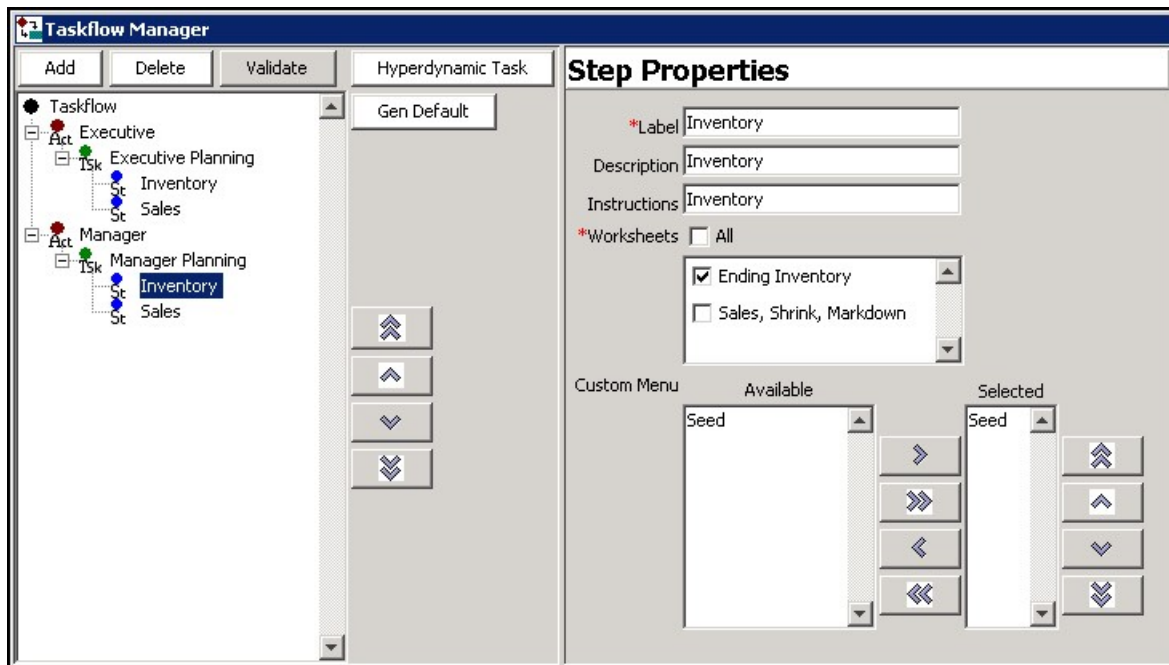 Taskflow Manager
Add
Delete
Validate
Hyperdynamic Task
Gen Default
Taskflow
Act Executive
Tsk Executive Planning
St Inventory
St Sales
Act Manager
Tsk Manager Planning
St Inventory
St Sales
Step Properties
*Label Inventory
Description Inventory
Instructions Inventory
*Worksheets All
Ending Inventory
Sales, Shrink, Markdown
Custom Menu
Available
Selected
Seed
Seed